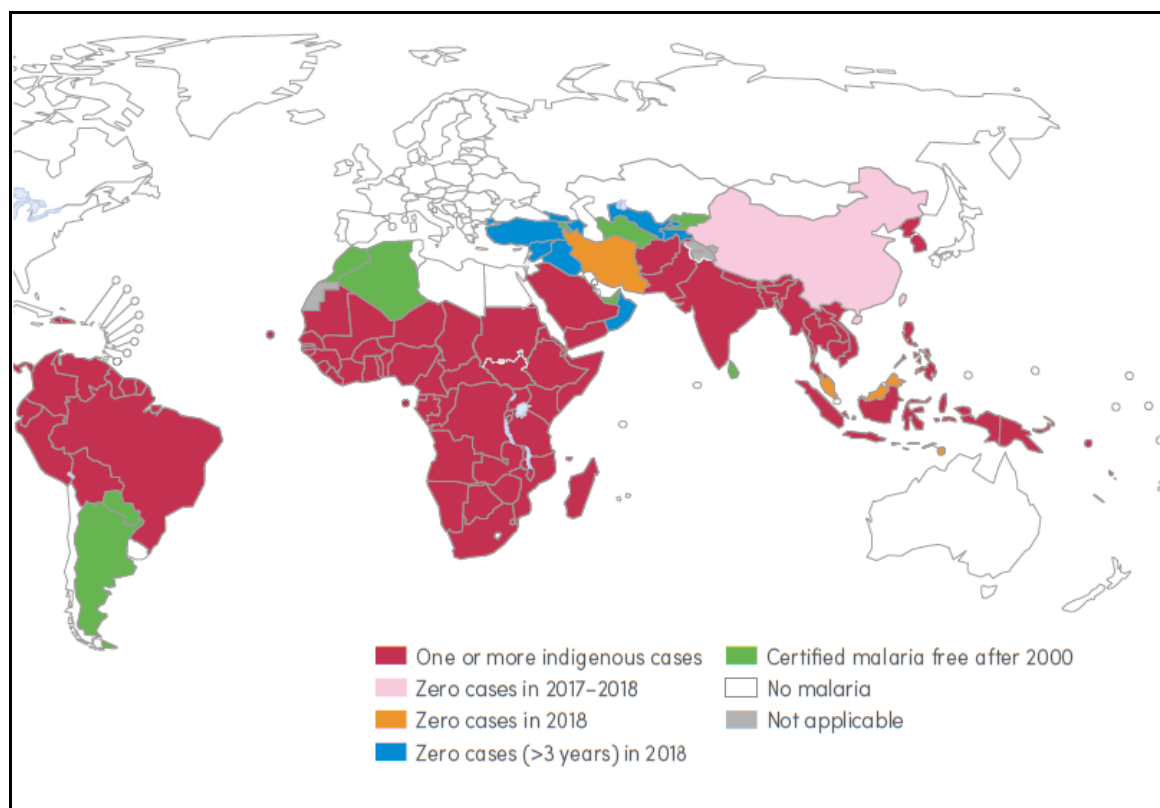 One or more indigenous cases
Zero cases in 2017–2018
Zero cases in 2018
Zero cases (>3 years) in 2018
Certified malaria free after 2000
No malaria
Not applicable